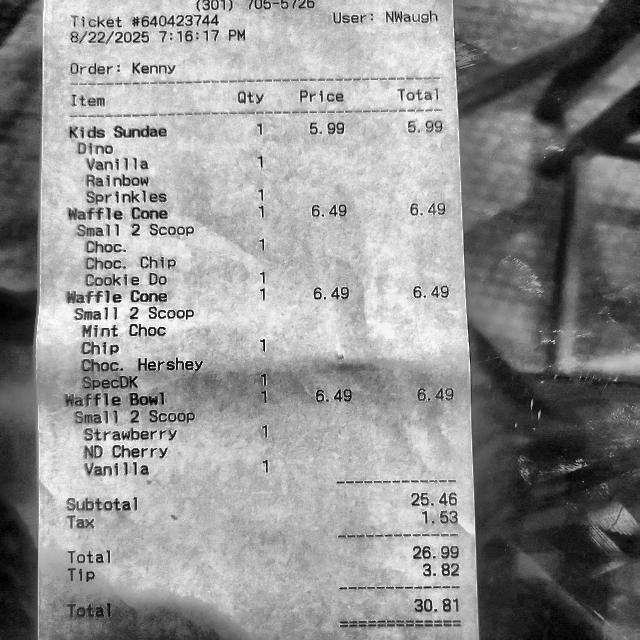 (301) 705-5726
Ticket #640423744 User: NWaugh
8/22/2025 7:16:17 PM
Order: Kenny
Item Qty Price Total
Kids Sundae 1 5.99 5.99
Dino
Vanilla 1
Rainbow
Sprinkles 1
Waffle Cone 1 6.49 6.49
Small 2 Scoop
Choc. 1
Choc. Chip
Cookie Do 1
Waffle Cone 1 6.49 6.49
Small 2 Scoop
Mint Choc
Chip 1
Choc. Hershey
SpecDK 1
Waffle Bowl 1 6.49 6.49
Small 2 Scoop
Strawberry 1
ND Cherry
Vanilla 1
Subtotal 25.46
Tax 1.53
Total 26.99
Tip 3.82
Total 30.81